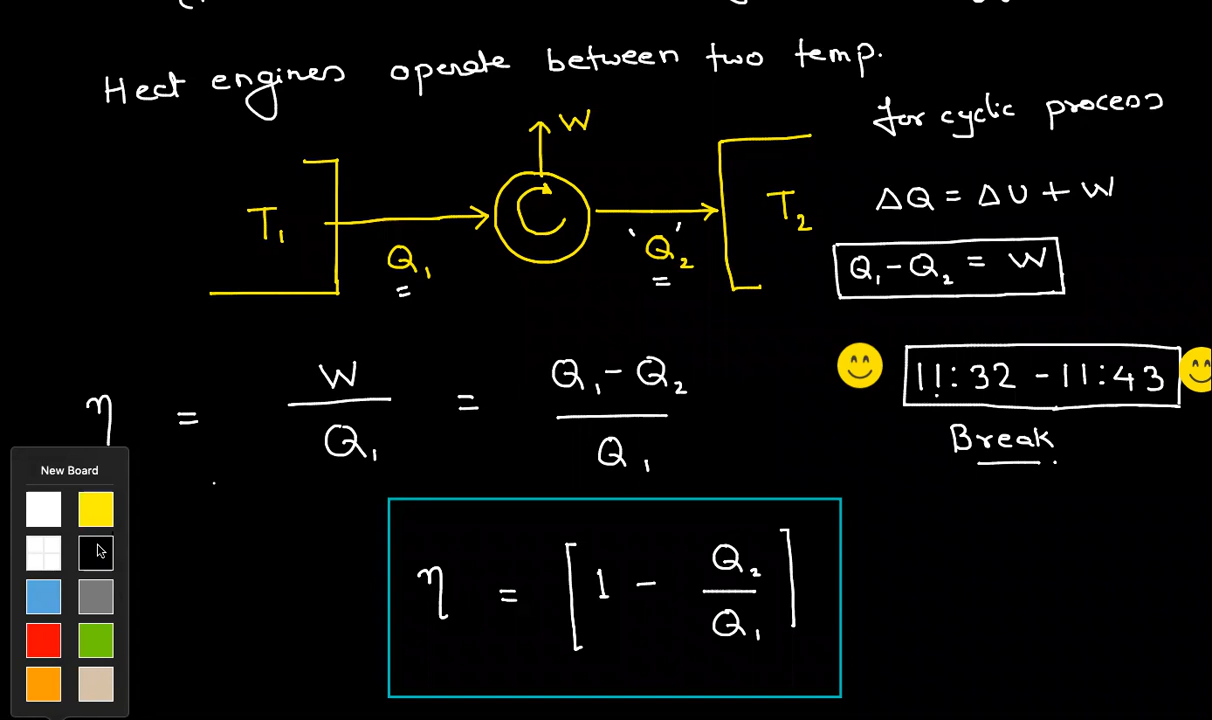 Heat engines operate between two temp.
for cyclic process
W
T₁
Q₁
'Q₂'
T₂
ΔQ = ΔU + W
Q₁ - Q₂ = W
η = W / Q₁ = Q₁ - Q₂ / Q₁
11:32 - 11:43
Break
New Board
η = [1 - Q₂ / Q₁]